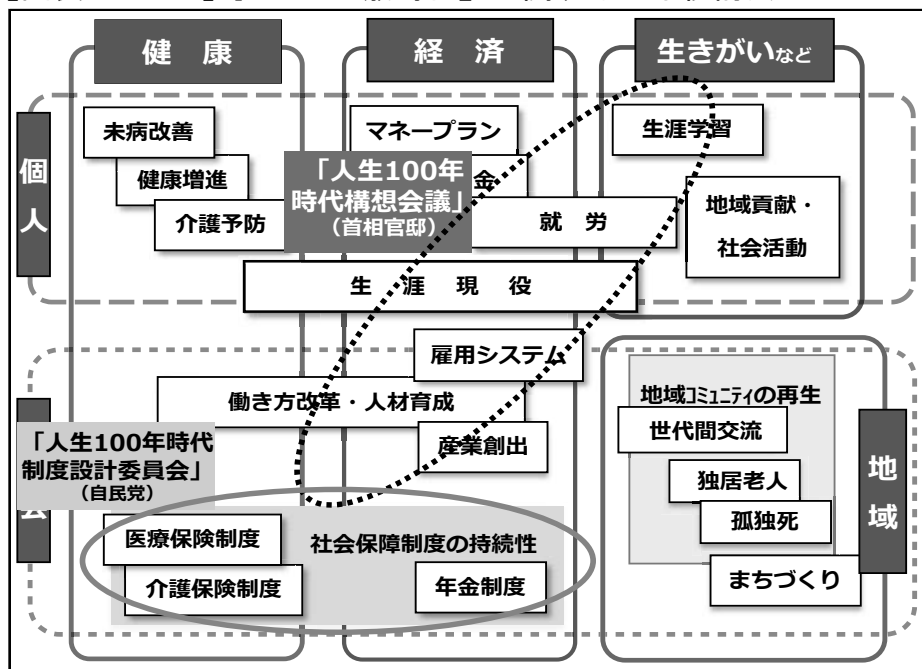 健　康
経　済
生きがいなど
個
人
未病改善
健康増進
介護予防
マネープラン
金
「人生100年
時代構想会議」
（首相官邸）
就　労
生涯学習
地域貢献・
社会活動
生　涯　現　役
雇用システム
働き方改革・人材育成
産業創出
「人生100年時代
制度設計委員会」
（自民党）
医療保険制度
介護保険制度
社会保障制度の持続性
年金制度
地域コミュニティの再生
世代間交流
独居老人
孤独死
まちづくり
地
域